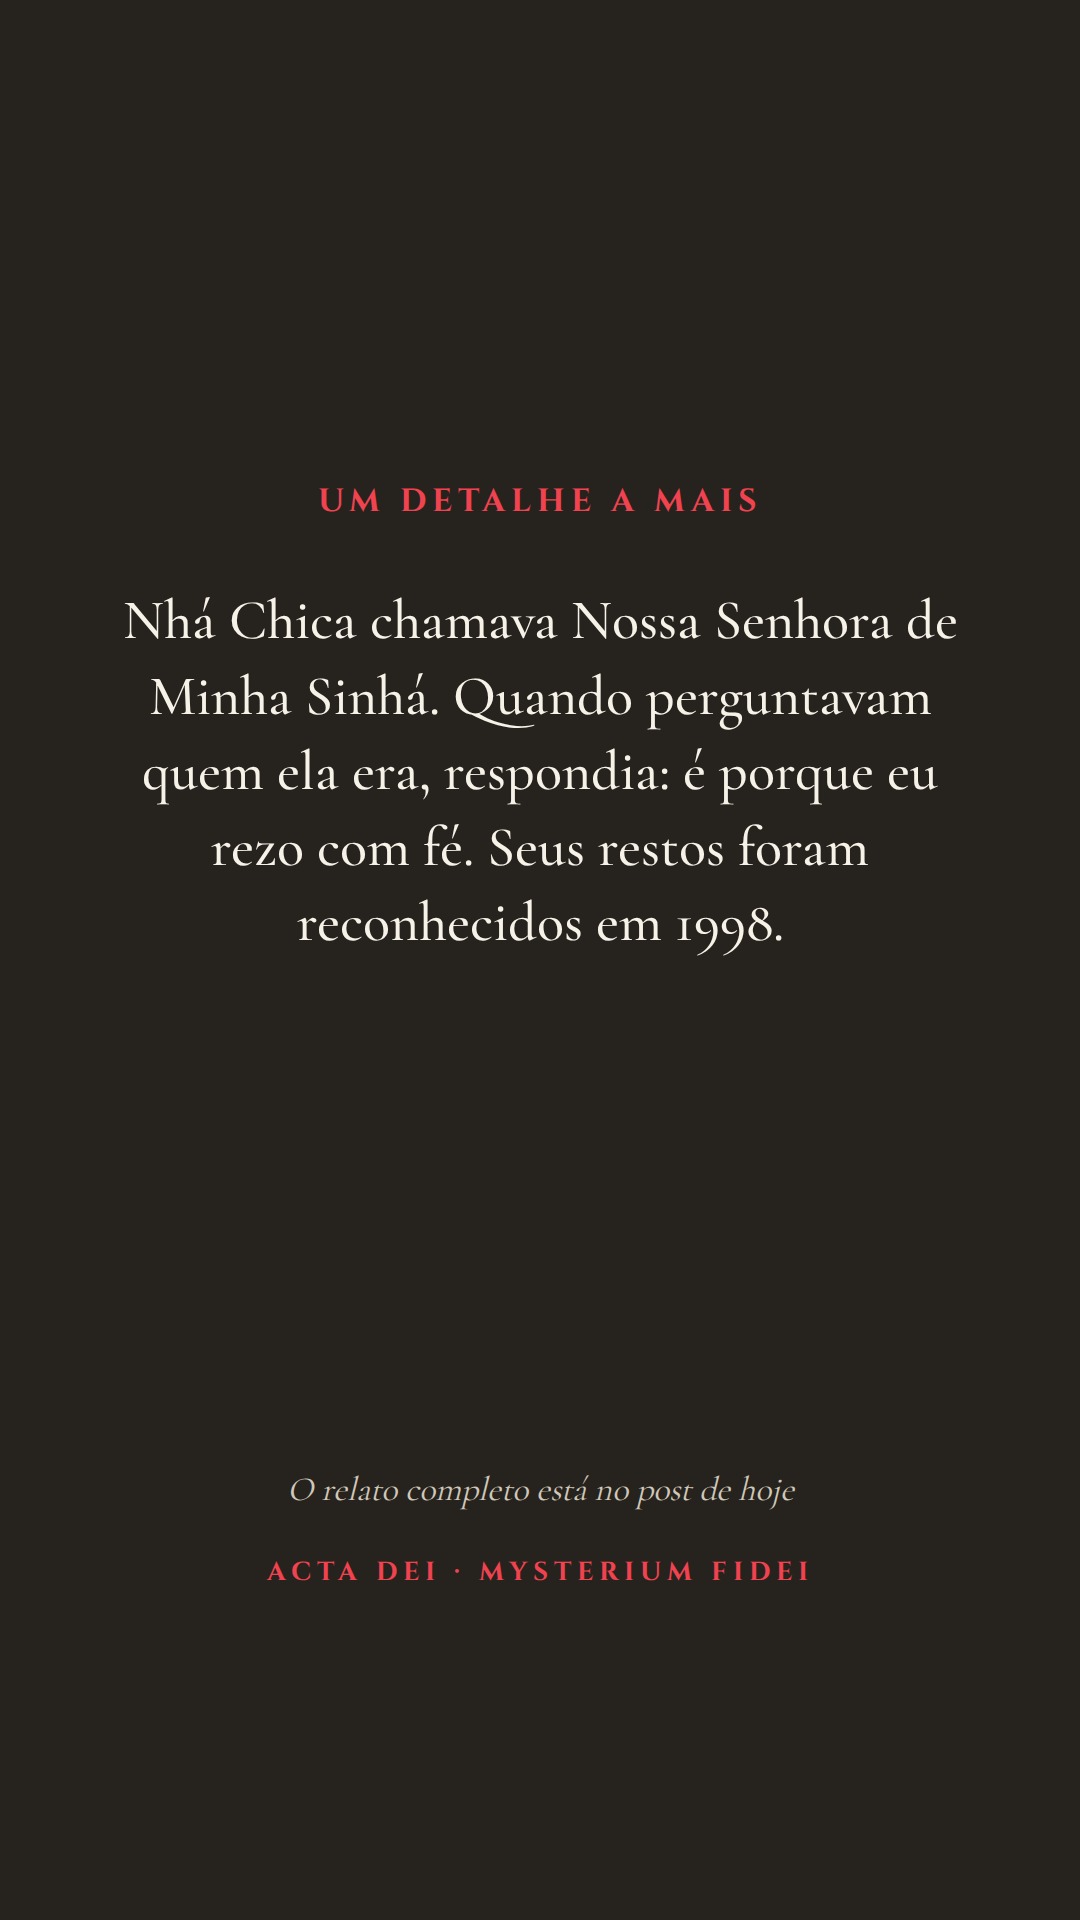 UM DETALHE A MAIS
Nhá Chica chamava Nossa Senhora de
Minha Sinhá. Quando perguntavam
quem ela era, respondia: é porque eu
rezo com fé. Seus restos foram
reconhecidos em 1998.
O relato completo está no post de hoje
ACTA DEI · MYSTERIUM FIDEI